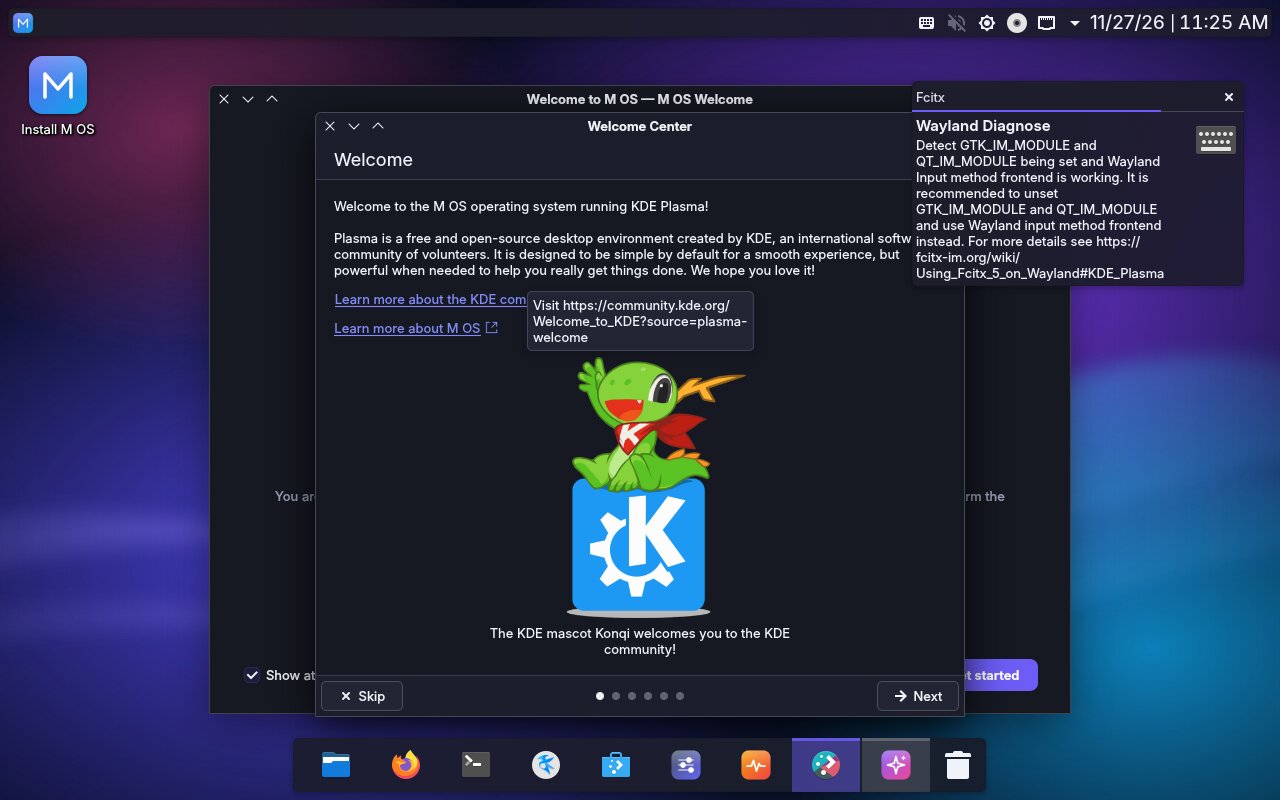 M
11/27/26 | 11:25 AM
M
Install M OS
Welcome to M OS — M OS Welcome
Welcome Center
Welcome
Welcome to the M OS operating system running KDE Plasma!
Plasma is a free and open-source desktop environment created by KDE, an international softw
community of volunteers. It is designed to be simple by default for a smooth experience, but
powerful when needed to help you really get things done. We hope you love it!
Learn more about the KDE com
Learn more about M OS
Visit https://community.kde.org/
Welcome_to_KDE?source=plasma-
welcome
Fcitx
Wayland Diagnose
Detect GTK_IM_MODULE and
QT_IM_MODULE being set and Wayland
Input method frontend is working. It is
recommended to unset
GTK_IM_MODULE and QT_IM_MODULE
and use Wayland input method frontend
instead. For more details see https://
fcitx-im.org/wiki/
Using_Fcitx_5_on_Wayland#KDE_Plasma
K
K
You ar
rm the
The KDE mascot Konqi welcomes you to the KDE
community!
Show at
t started
Skip
Next